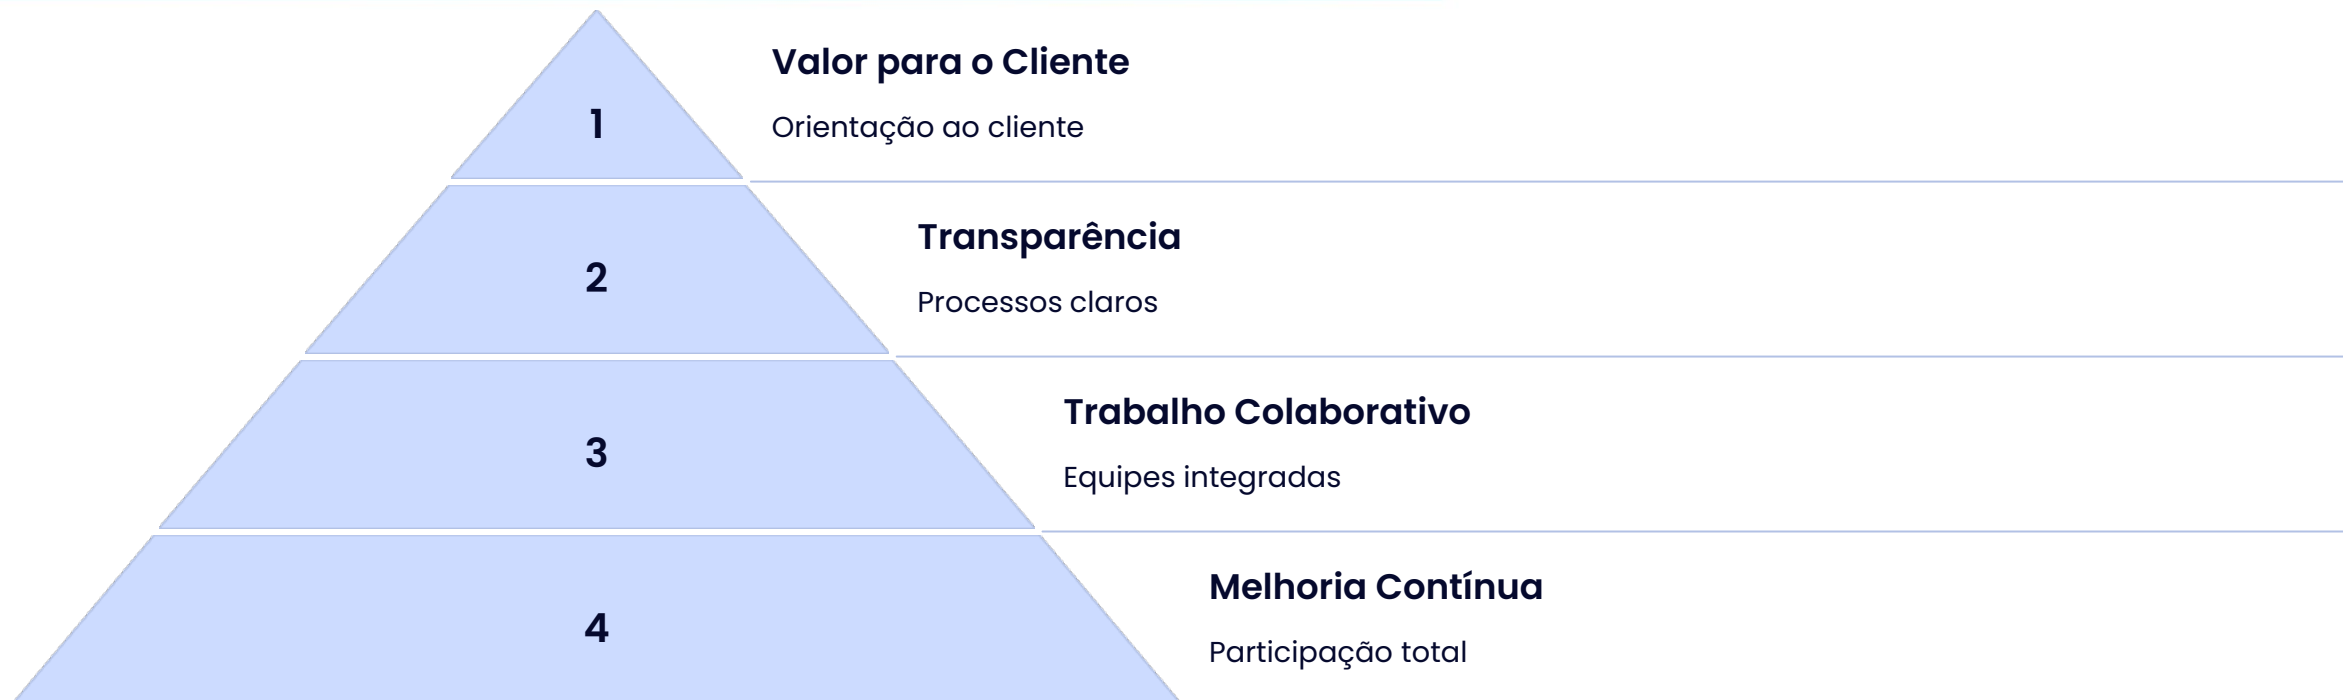 1
Valor para o Cliente
Orientação ao cliente
2
Transparência
Processos claros
3
Trabalho Colaborativo
Equipes integradas
4
Melhoria Contínua
Participação total